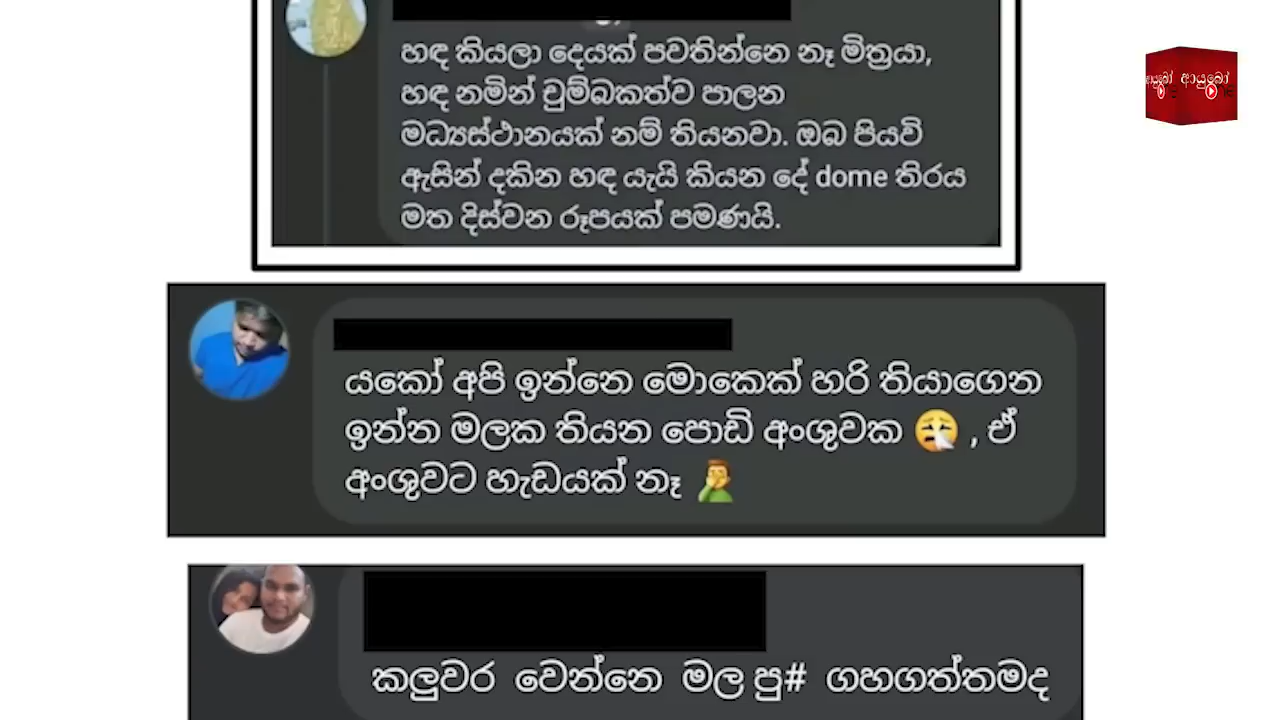 හඳ කියලා දෙයක් පවතින්නෙ නෑ මිත්‍රයා,
හඳ නමින් චුම්බකත්ව පාලන
මධ්‍යස්ථානයක් නම් තියනවා. ඔබ පියවි
ඇසින් දකින හඳ යැයි කියන දේ dome තිරය
මත දිස්වන රූපයක් පමණයි.
යකෝ අපි ඉන්නෙ මොකෙක් හරි තියාගෙන
ඉන්න මලක තියන පොඩි අංශුවක 😤 , ඒ
අංශුවට හැඩයක් නෑ 🤦‍♂️
කලුවර වෙන්නෙ මල පු# ගහගත්තමද
ආයුබෝ